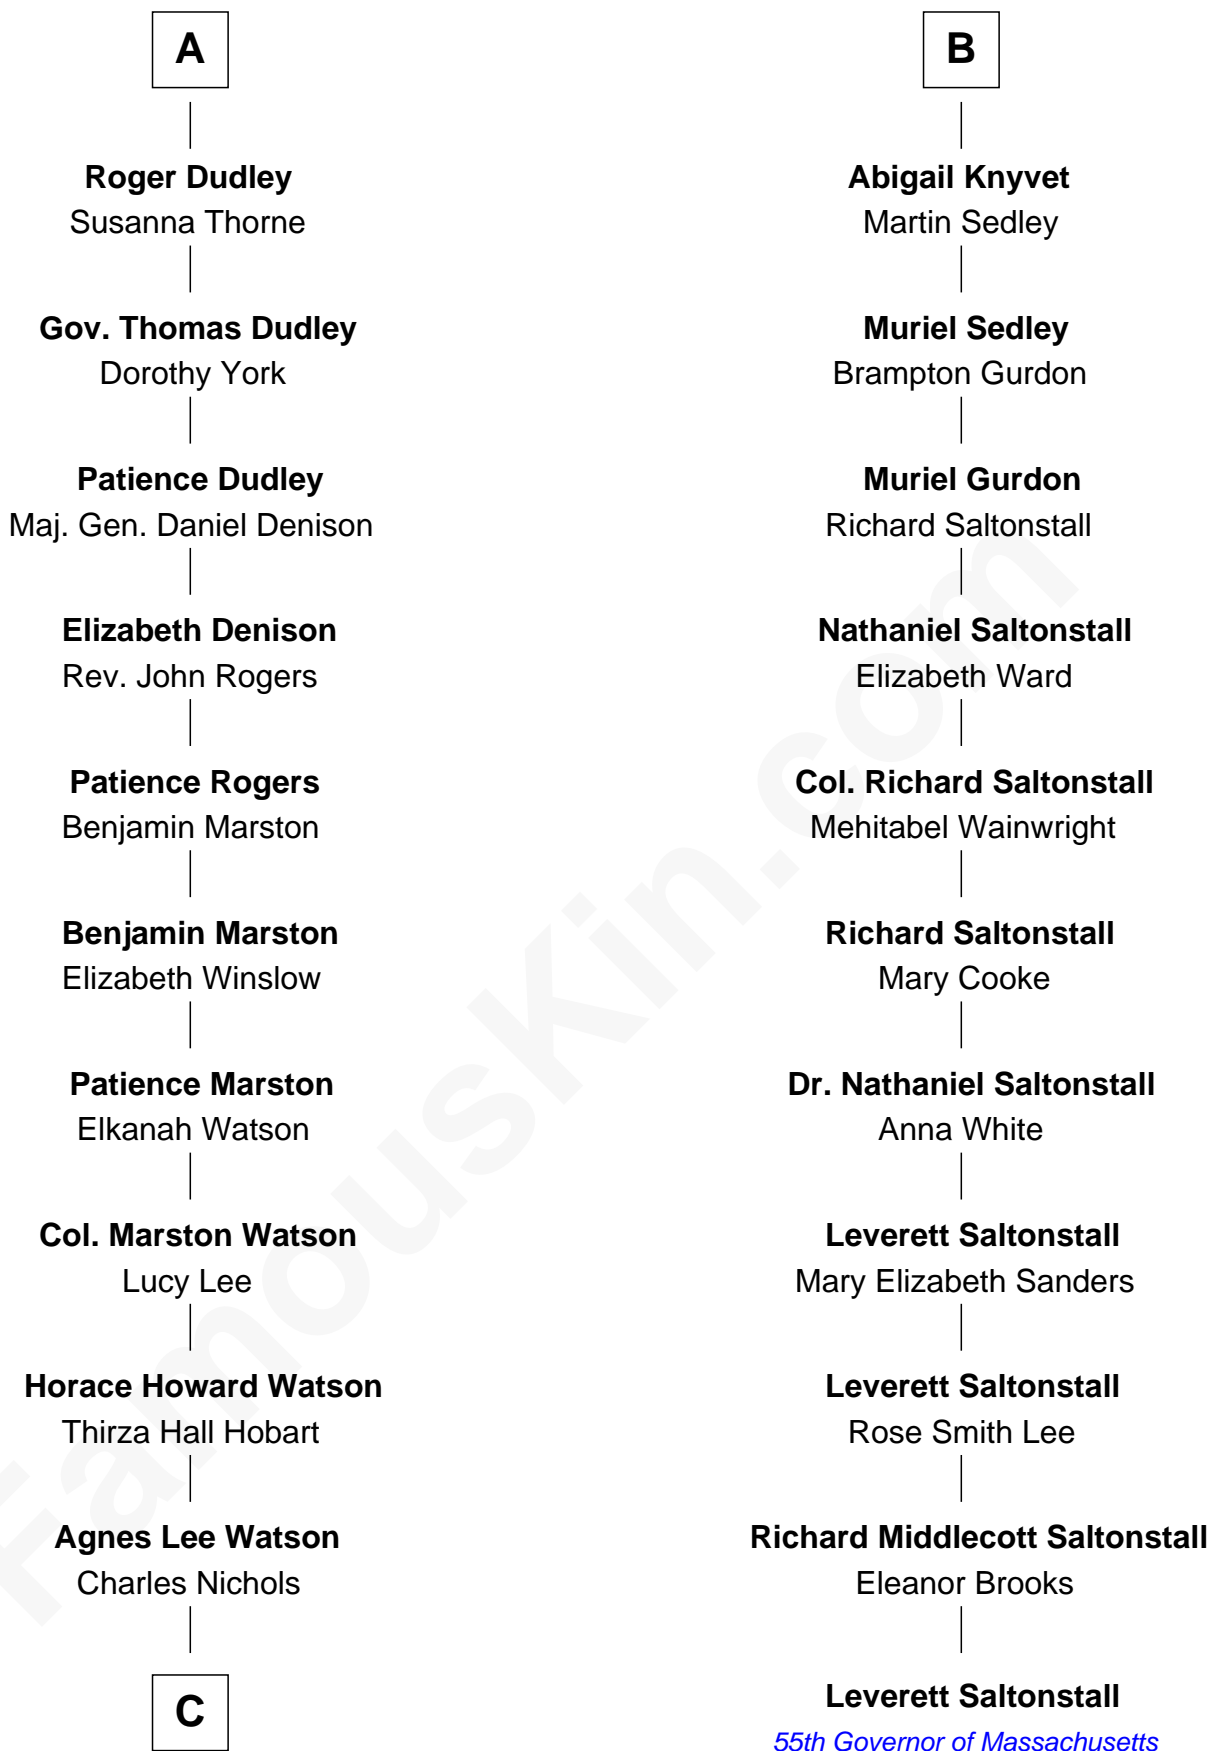 A
Roger Dudley
Susanna Thorne
Gov. Thomas Dudley
Dorothy York
Patience Dudley
Maj. Gen. Daniel Denison
Elizabeth Denison
Rev. John Rogers
Patience Rogers
Benjamin Marston
Benjamin Marston
Elizabeth Winslow
Patience Marston
Elkanah Watson
Col. Marston Watson
Lucy Lee
Horace Howard Watson
Thirza Hall Hobart
Agnes Lee Watson
Charles Nichols
C
B
Abigail Knyvet
Martin Sedley
Muriel Sedley
Brampton Gurdon
Muriel Gurdon
Richard Saltonstall
Nathaniel Saltonstall
Elizabeth Ward
Col. Richard Saltonstall
Mehitabel Wainwright
Richard Saltonstall
Mary Cooke
Dr. Nathaniel Saltonstall
Anna White
Leverett Saltonstall
Mary Elizabeth Sanders
Leverett Saltonstall
Rose Smith Lee
Richard Middlecott Saltonstall
Eleanor Brooks
Leverett Saltonstall
55th Governor of Massachusetts
FamousKin.com